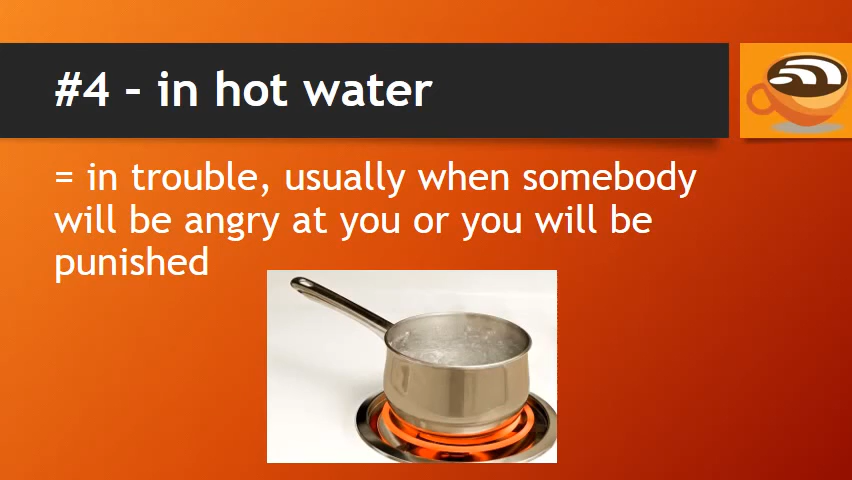 #4 – in hot water
= in trouble, usually when somebody
will be angry at you or you will be
punished